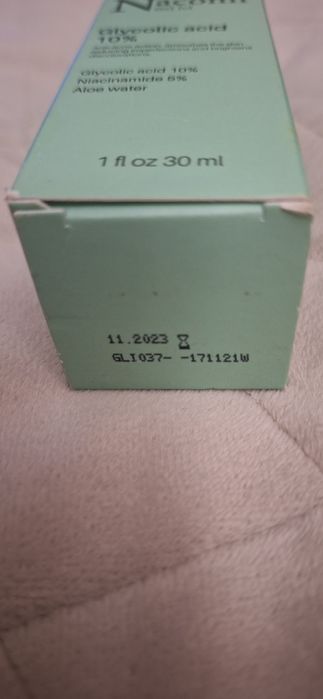 Nacomi
Glycolic acid
10%
Glycolic acid 10%
Niacinamide 5%
Aloe water
1 fl oz 30 ml
11.2023
GLI037- -171121W